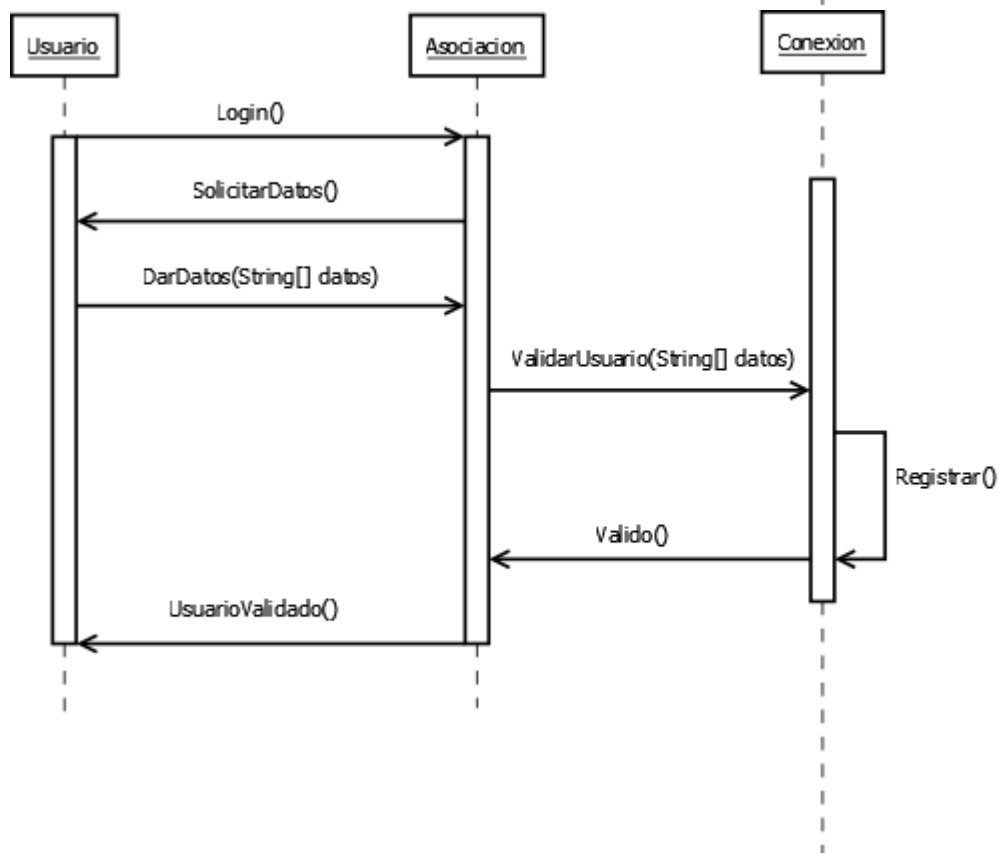 Usuario
Asociacion
Conexion
Login()
SolicitarDatos()
DarDatos(String[] datos)
ValidarUsuario(String[] datos)
Registrar()
Valido()
UsuarioValidado()